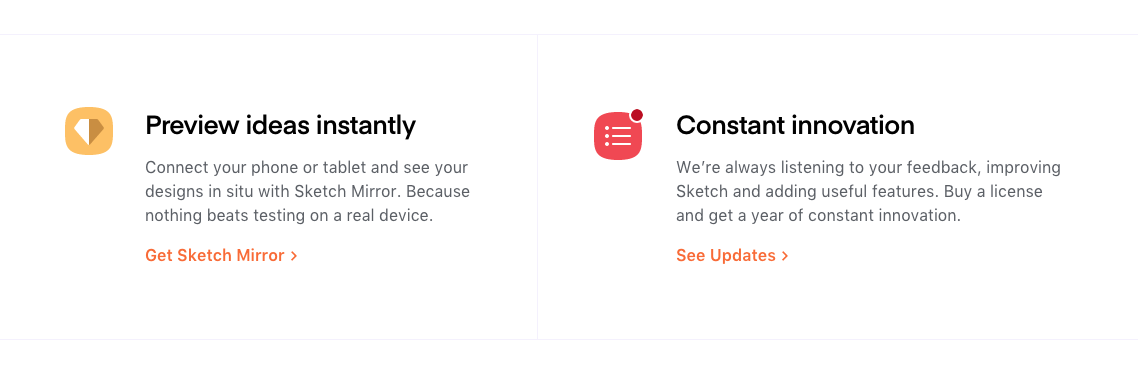 Preview ideas instantly
Connect your phone or tablet and see your
designs in situ with Sketch Mirror. Because
nothing beats testing on a real device.
Get Sketch Mirror ›
Constant innovation
We’re always listening to your feedback, improving
Sketch and adding useful features. Buy a license
and get a year of constant innovation.
See Updates ›